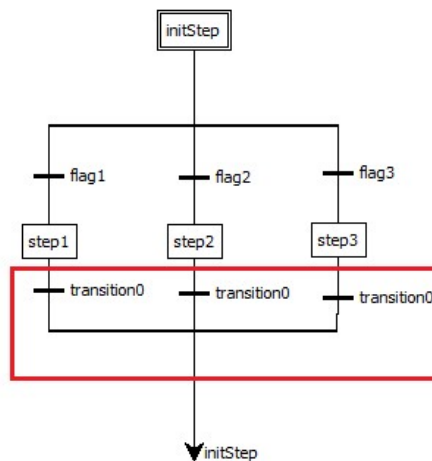 initStep
flag1
flag2
flag3
step1
step2
step3
transition0
transition0
transition0
initStep